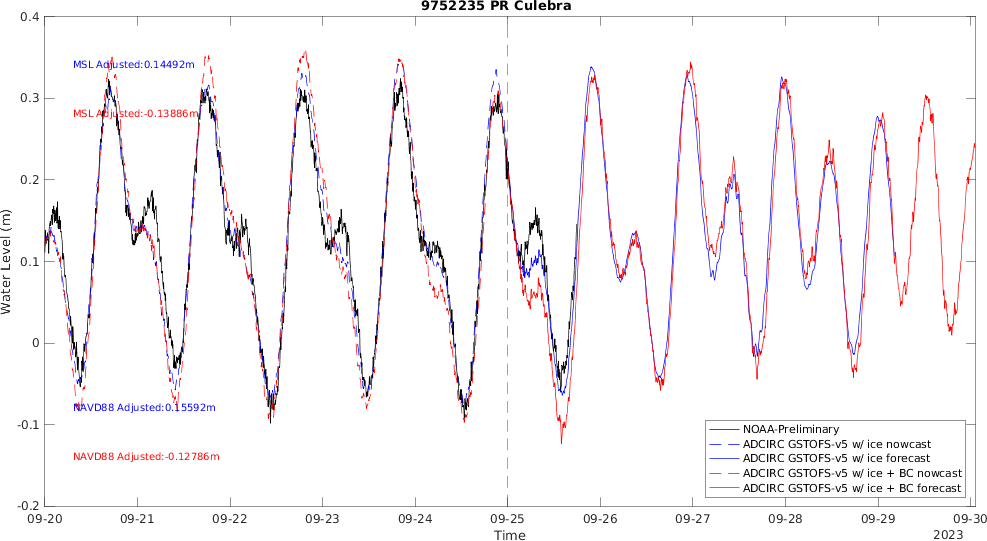 9752235 PR Culebra
0.4
0.3
0.2
0.1
0
-0.1
-0.2
Water Level (m)
MSL Adjusted:0.14492m
MSL Adjusted:-0.13886m
NAVD88 Adjusted:0.15592m
NAVD88 Adjusted:-0.12786m
NOAA-Preliminary
ADCIRC GSTOFS-v5 w/ ice nowcast
ADCIRC GSTOFS-v5 w/ ice forecast
ADCIRC GSTOFS-v5 w/ ice + BC nowcast
ADCIRC GSTOFS-v5 w/ ice + BC forecast
09-20 09-21 09-22 09-23 09-24 09-25 09-26 09-27 09-28 09-29 09-30
Time
2023